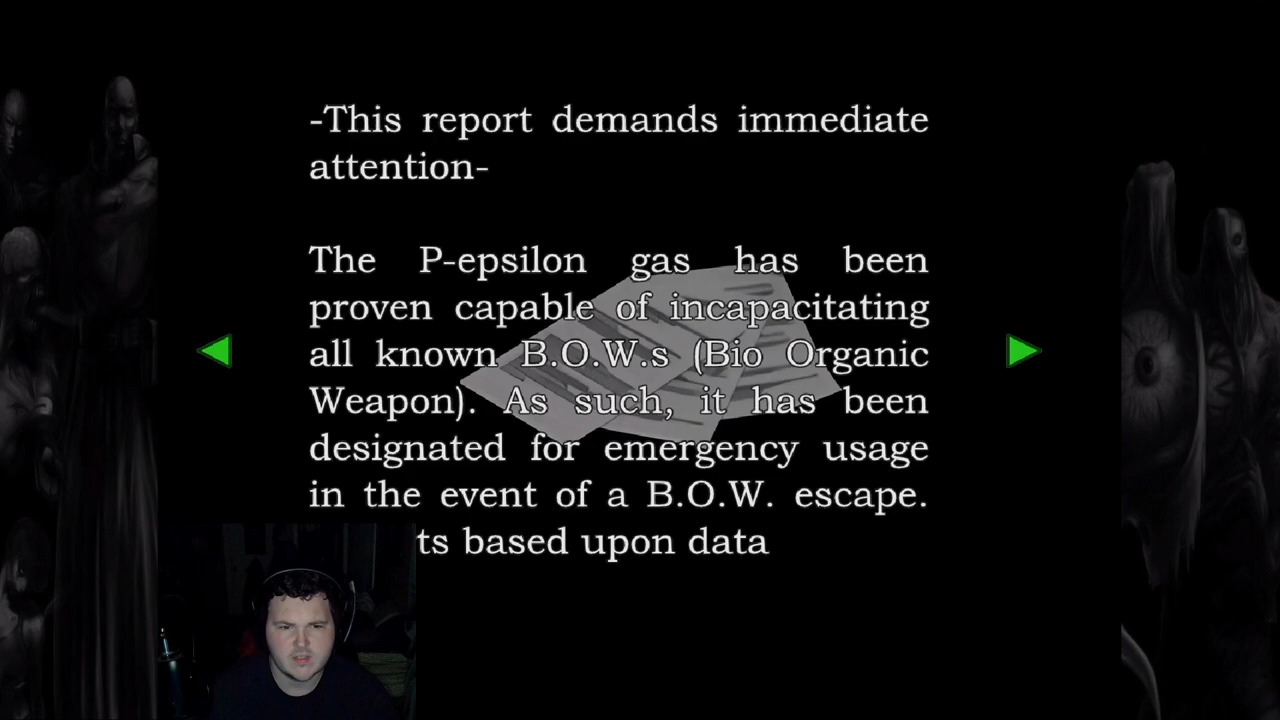 -This report demands immediate
attention-
The P-epsilon gas has been
proven capable of incapacitating
all known B.O.W.s (Bio Organic
Weapon). As such, it has been
designated for emergency usage
in the event of a B.O.W. escape.
ts based upon data